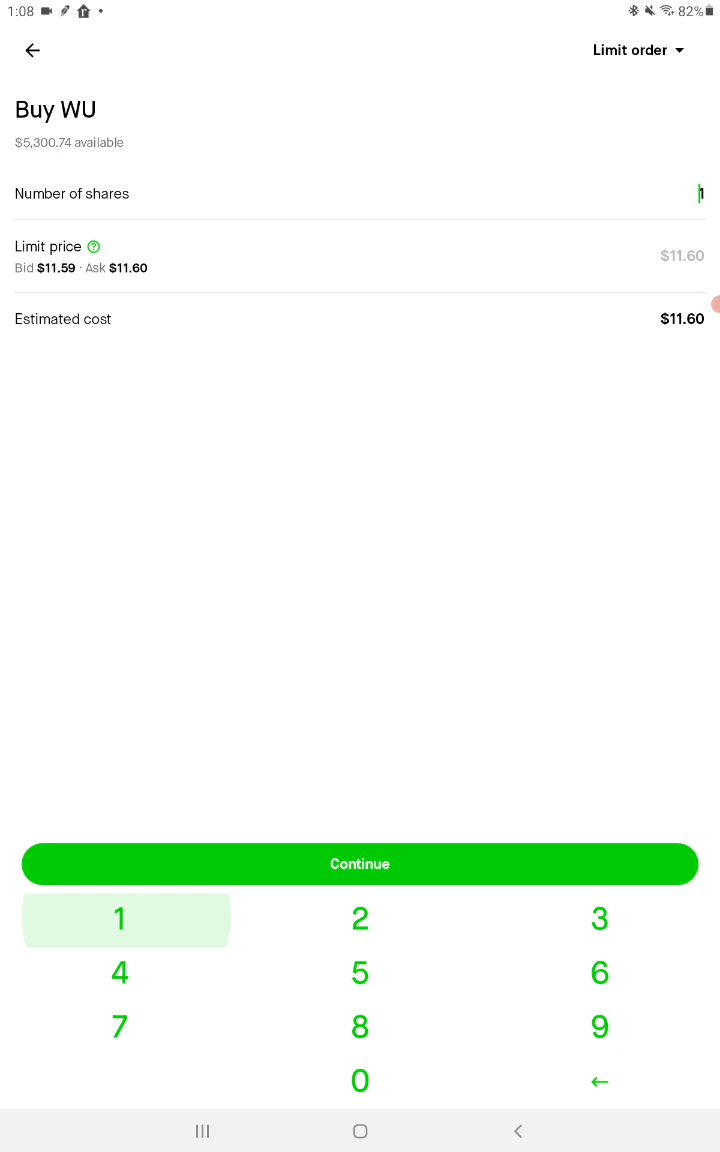 1:08 82%
Limit order
Buy WU
$5,300.74 available
Number of shares 1
Limit price ?
$11.60
Bid $11.59 · Ask $11.60
Estimated cost $11.60
Continue
1 2 3
4 5 6
7 8 9
0 ←